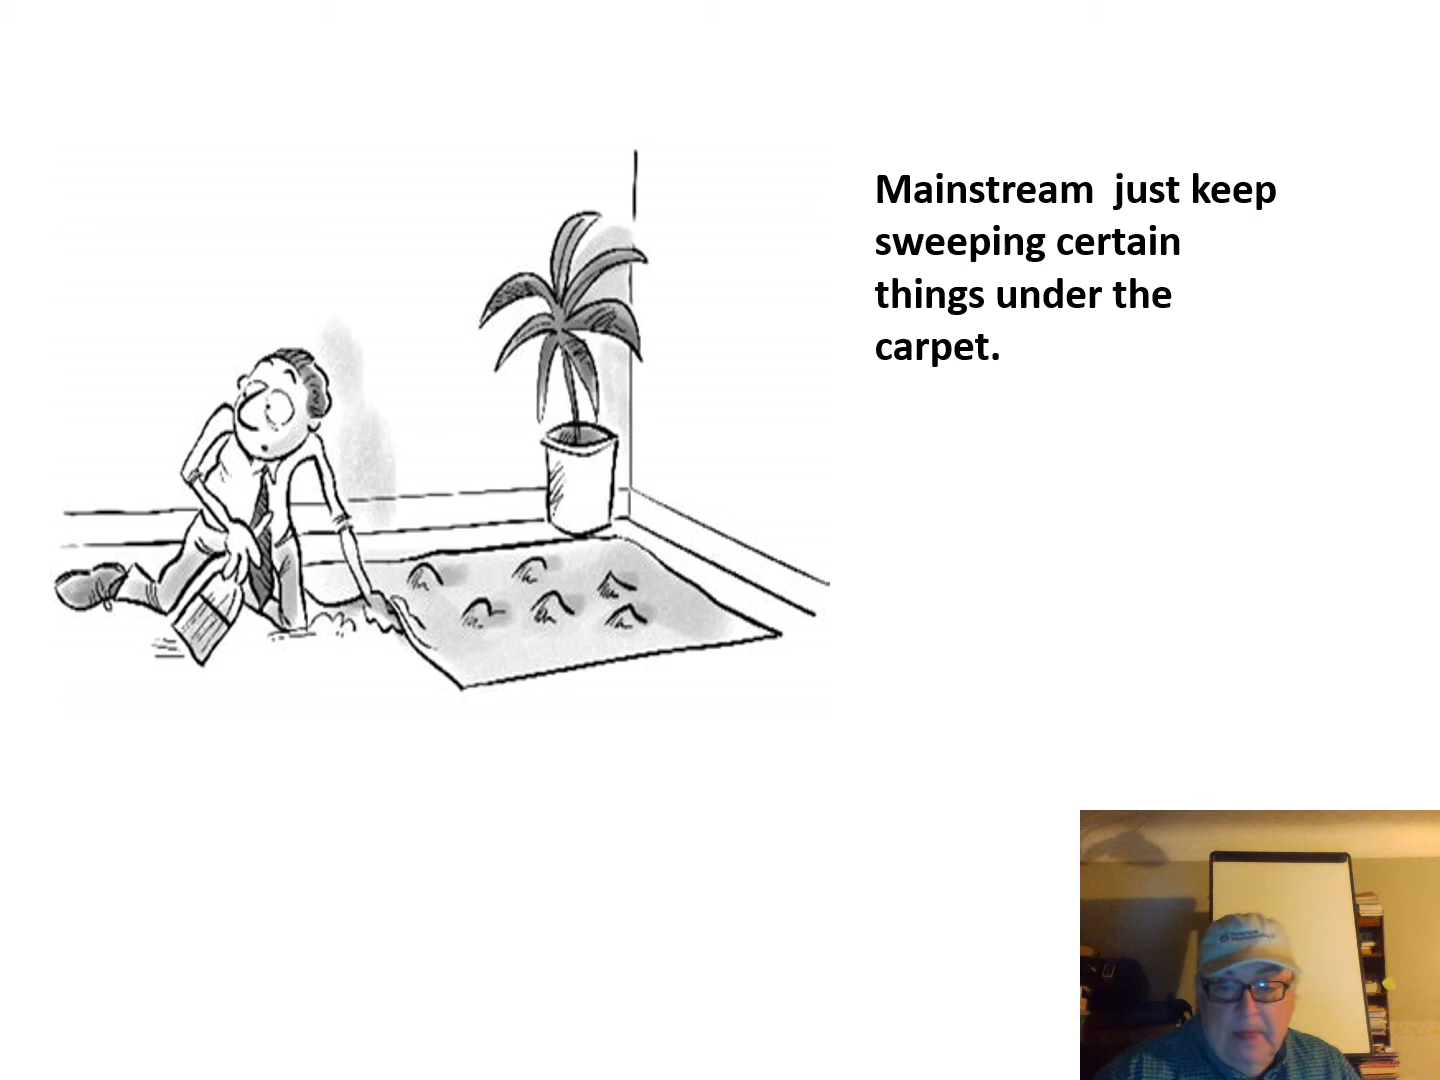 Mainstream  just keep
sweeping certain
things under the
carpet.